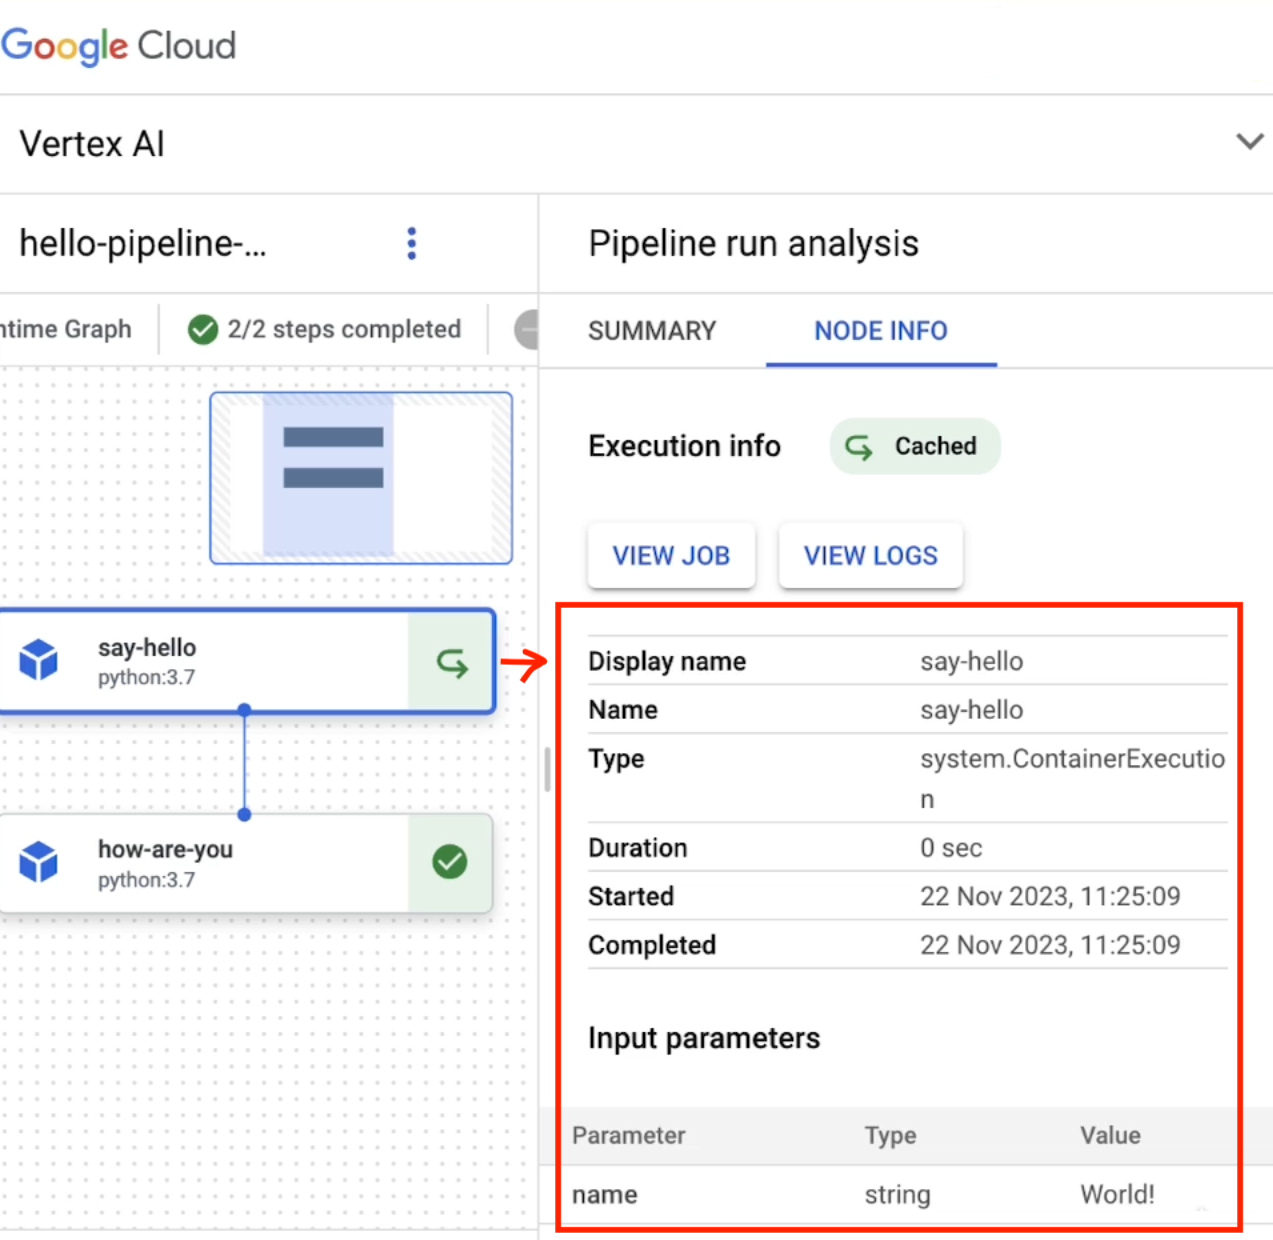 Google Cloud
Vertex AI
hello-pipeline-...
Pipeline run analysis
ntime Graph
2/2 steps completed
SUMMARY
NODE INFO
Execution info
Cached
VIEW JOB
VIEW LOGS
say-hello
python:3.7
how-are-you
python:3.7
Display name say-hello
Name say-hello
Type system.ContainerExecutio
n
Duration 0 sec
Started 22 Nov 2023, 11:25:09
Completed 22 Nov 2023, 11:25:09
Input parameters
Parameter Type Value
name string World!